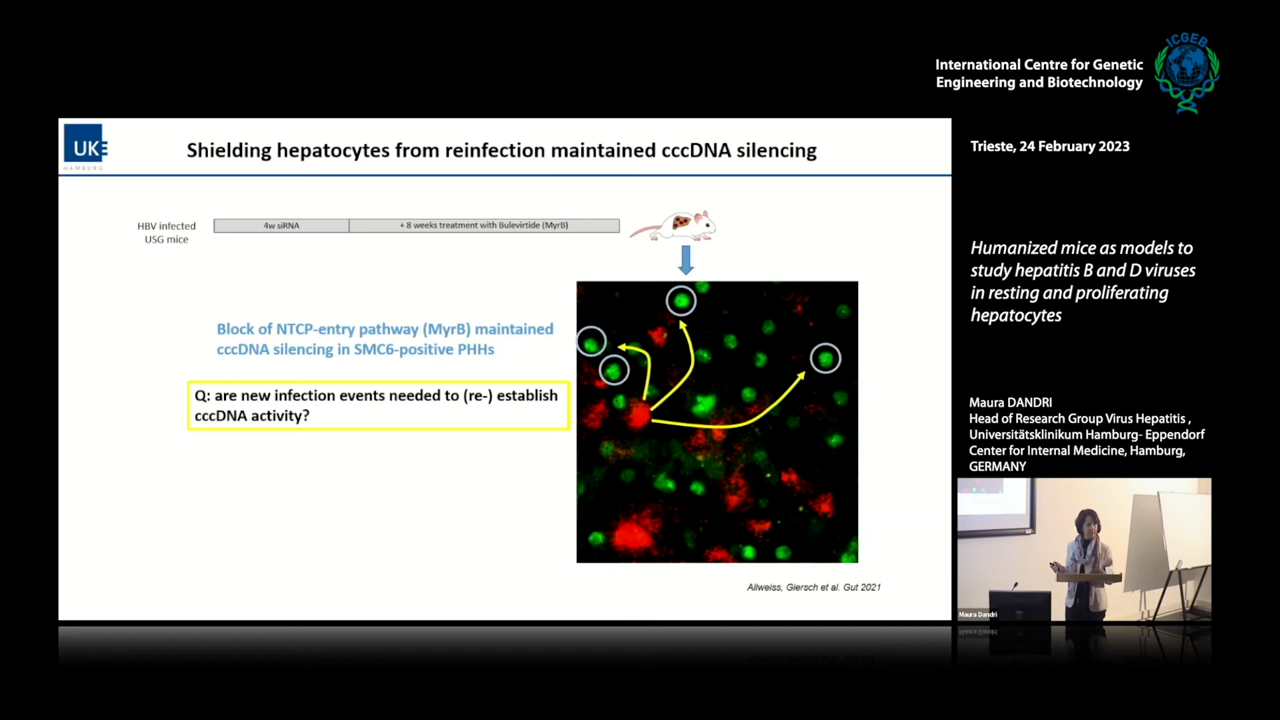 ICGEB
International Centre for Genetic
Engineering and Biotechnology
Trieste, 24 February 2023
UKE
HAMBURG
Shielding hepatocytes from reinfection maintained cccDNA silencing
HBV infected
USG mice
4w siRNA
+ 8 weeks treatment with Bulevirtide (MyrB)
Block of NTCP-entry pathway (MyrB) maintained
cccDNA silencing in SMC6-positive PHHs
Q: are new infection events needed to (re-) establish
cccDNA activity?
Allweiss, Giersch et al. Gut 2021
Humanized mice as models to
study hepatitis B and D viruses
in resting and proliferating
hepatocytes
Maura DANDRI
Head of Research Group Virus Hepatitis ,
Universitätsklinikum Hamburg- Eppendorf
Center for Internal Medicine, Hamburg,
GERMANY
Maura Dandri